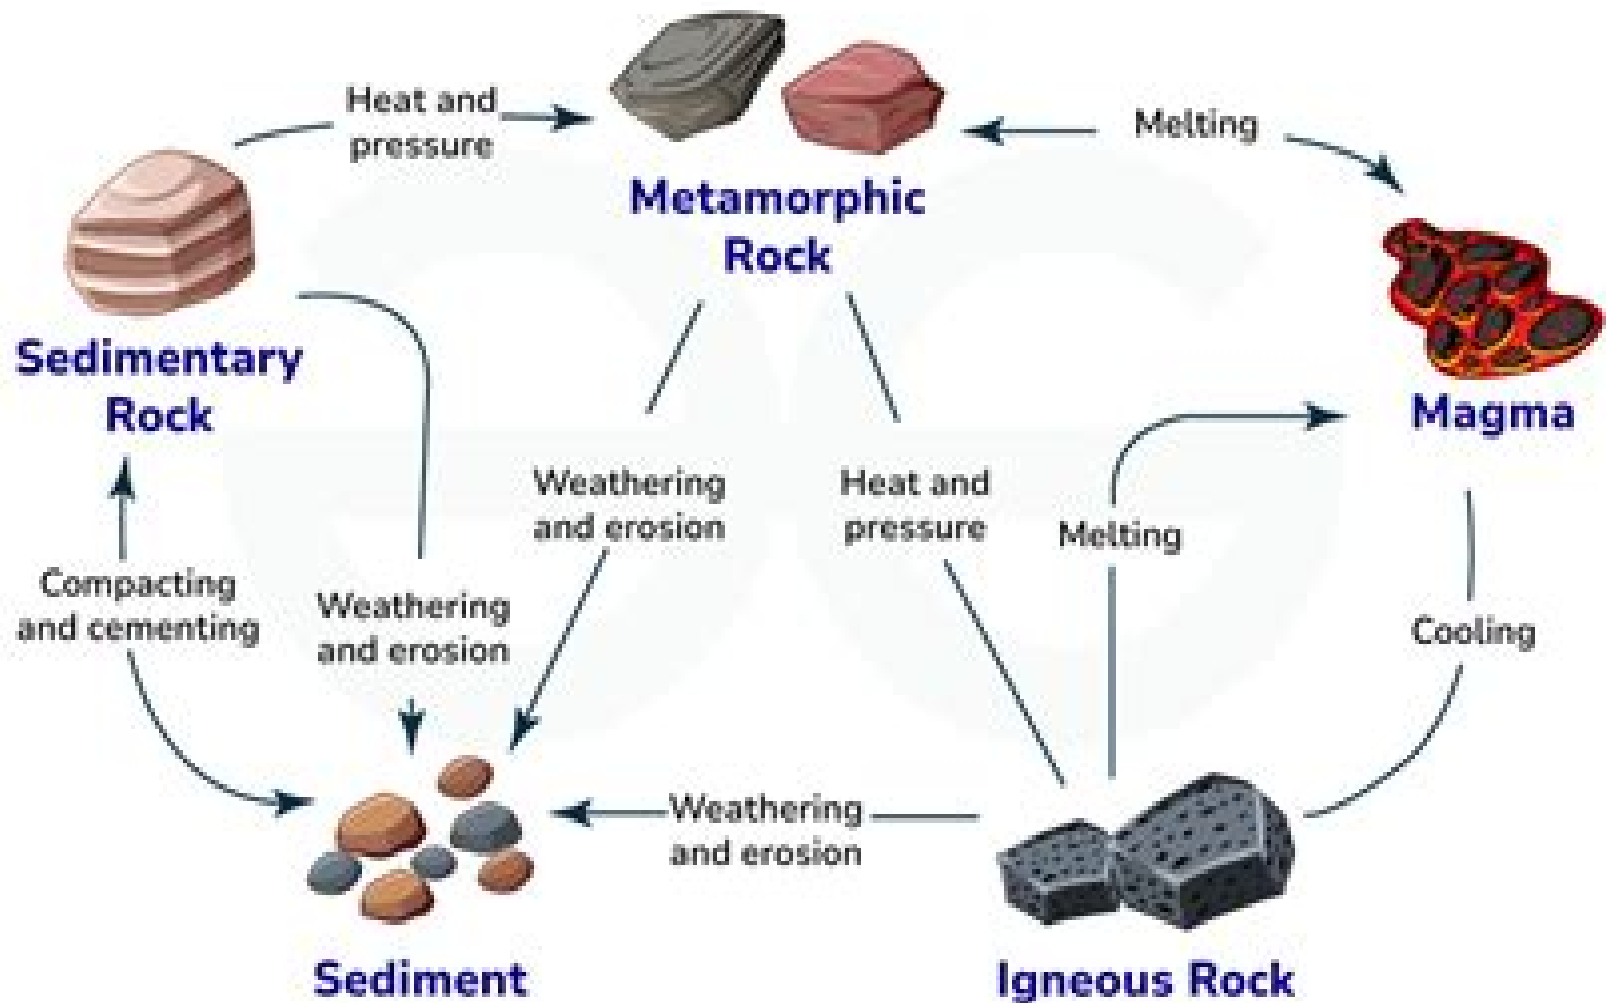 Heat and
pressure
Melting
Metamorphic
Rock
Sedimentary
Rock
Magma
Weathering
and erosion
Heat and
pressure
Melting
Compacting
and cementing
Weathering
and erosion
Cooling
Weathering
and erosion
Sediment
Igneous Rock